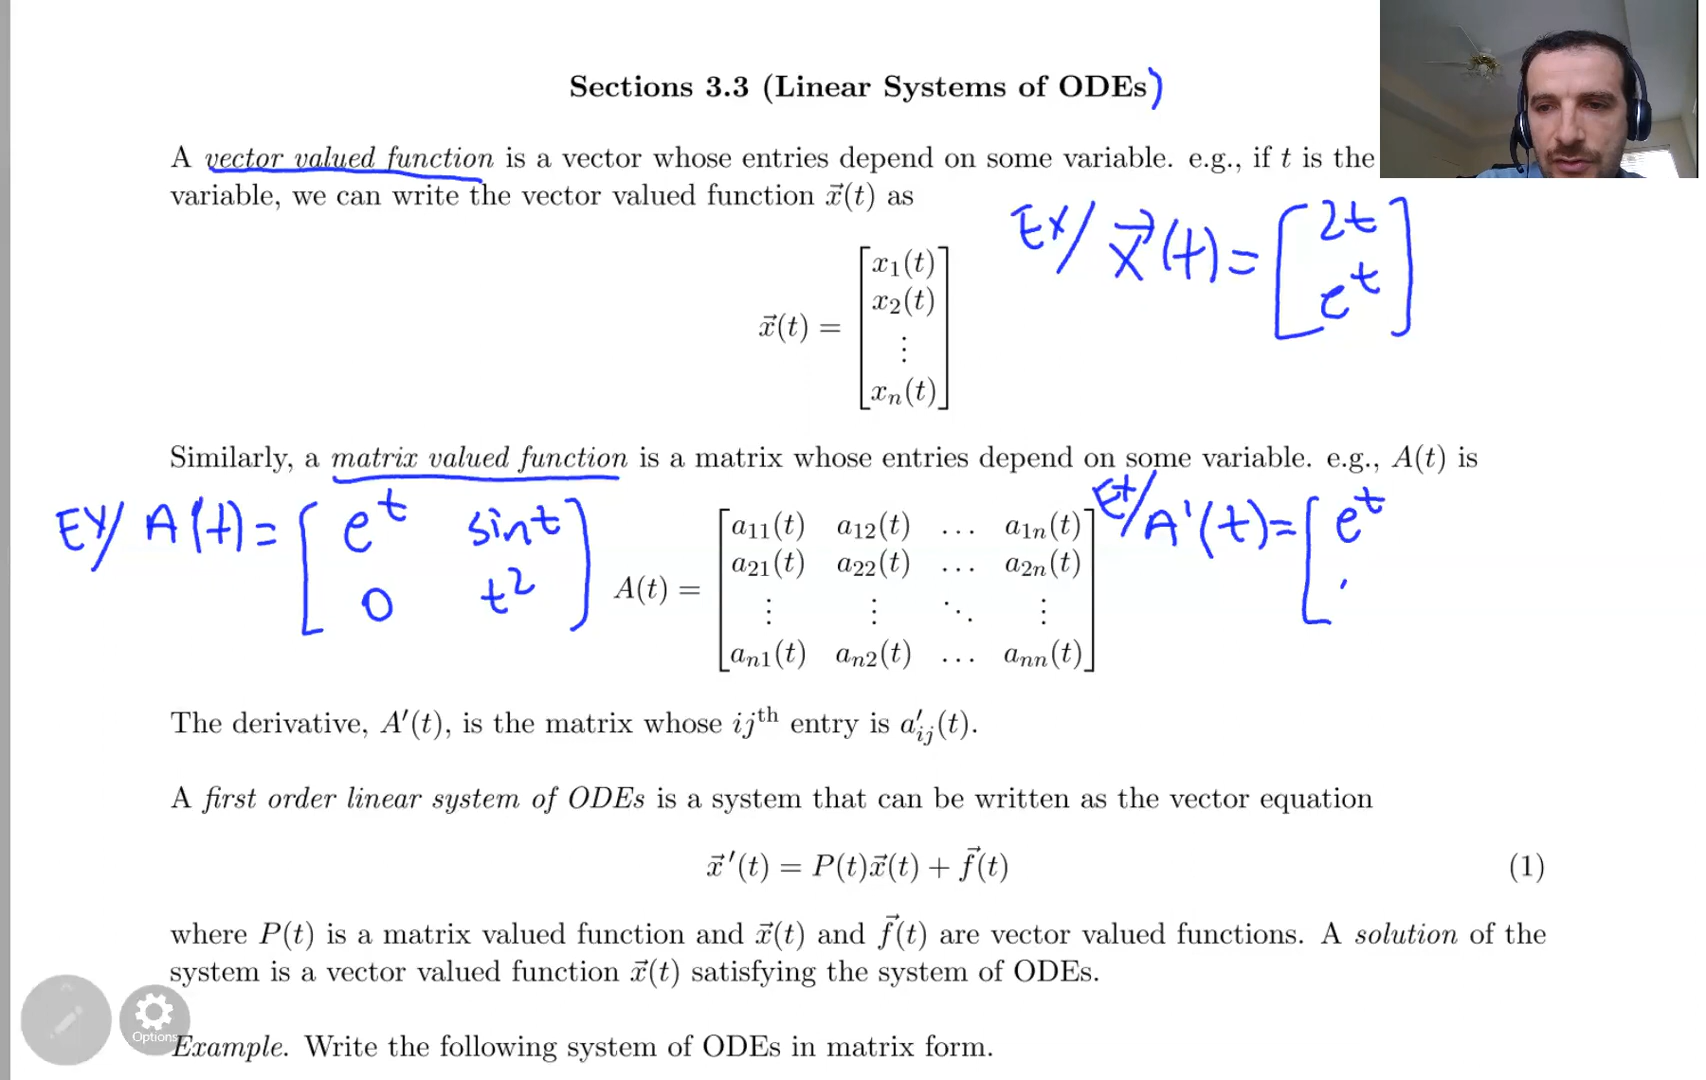 Sections 3.3 (Linear Systems of ODEs)
A vector valued function is a vector whose entries depend on some variable. e.g., if t is the
variable, we can write the vector valued function x⃗(t) as
Ex/ x⃗(t) = [2t
e^t]
x⃗(t) = [x₁(t)
x₂(t)
⋮
xₙ(t)]
Similarly, a matrix valued function is a matrix whose entries depend on some variable. e.g., A(t) is
Ex/ A(t) = [e^t sint
0 t²]
A(t) = [a₁₁(t) a₁₂(t) … a₁ₙ(t)
a₂₁(t) a₂₂(t) … a₂ₙ(t)
⋮ ⋮ ⋱ ⋮
aₙ₁(t) aₙ₂(t) … aₙₙ(t)]
Ex/ A'(t) = [e^t
The derivative, A′(t), is the matrix whose ijᵗʰ entry is a′ᵢⱼ(t).
A first order linear system of ODEs is a system that can be written as the vector equation
x⃗ ′(t) = P(t)x⃗(t) + f⃗(t) (1)
where P(t) is a matrix valued function and x⃗(t) and f⃗(t) are vector valued functions. A solution of the
system is a vector valued function x⃗(t) satisfying the system of ODEs.
Options
Example. Write the following system of ODEs in matrix form.